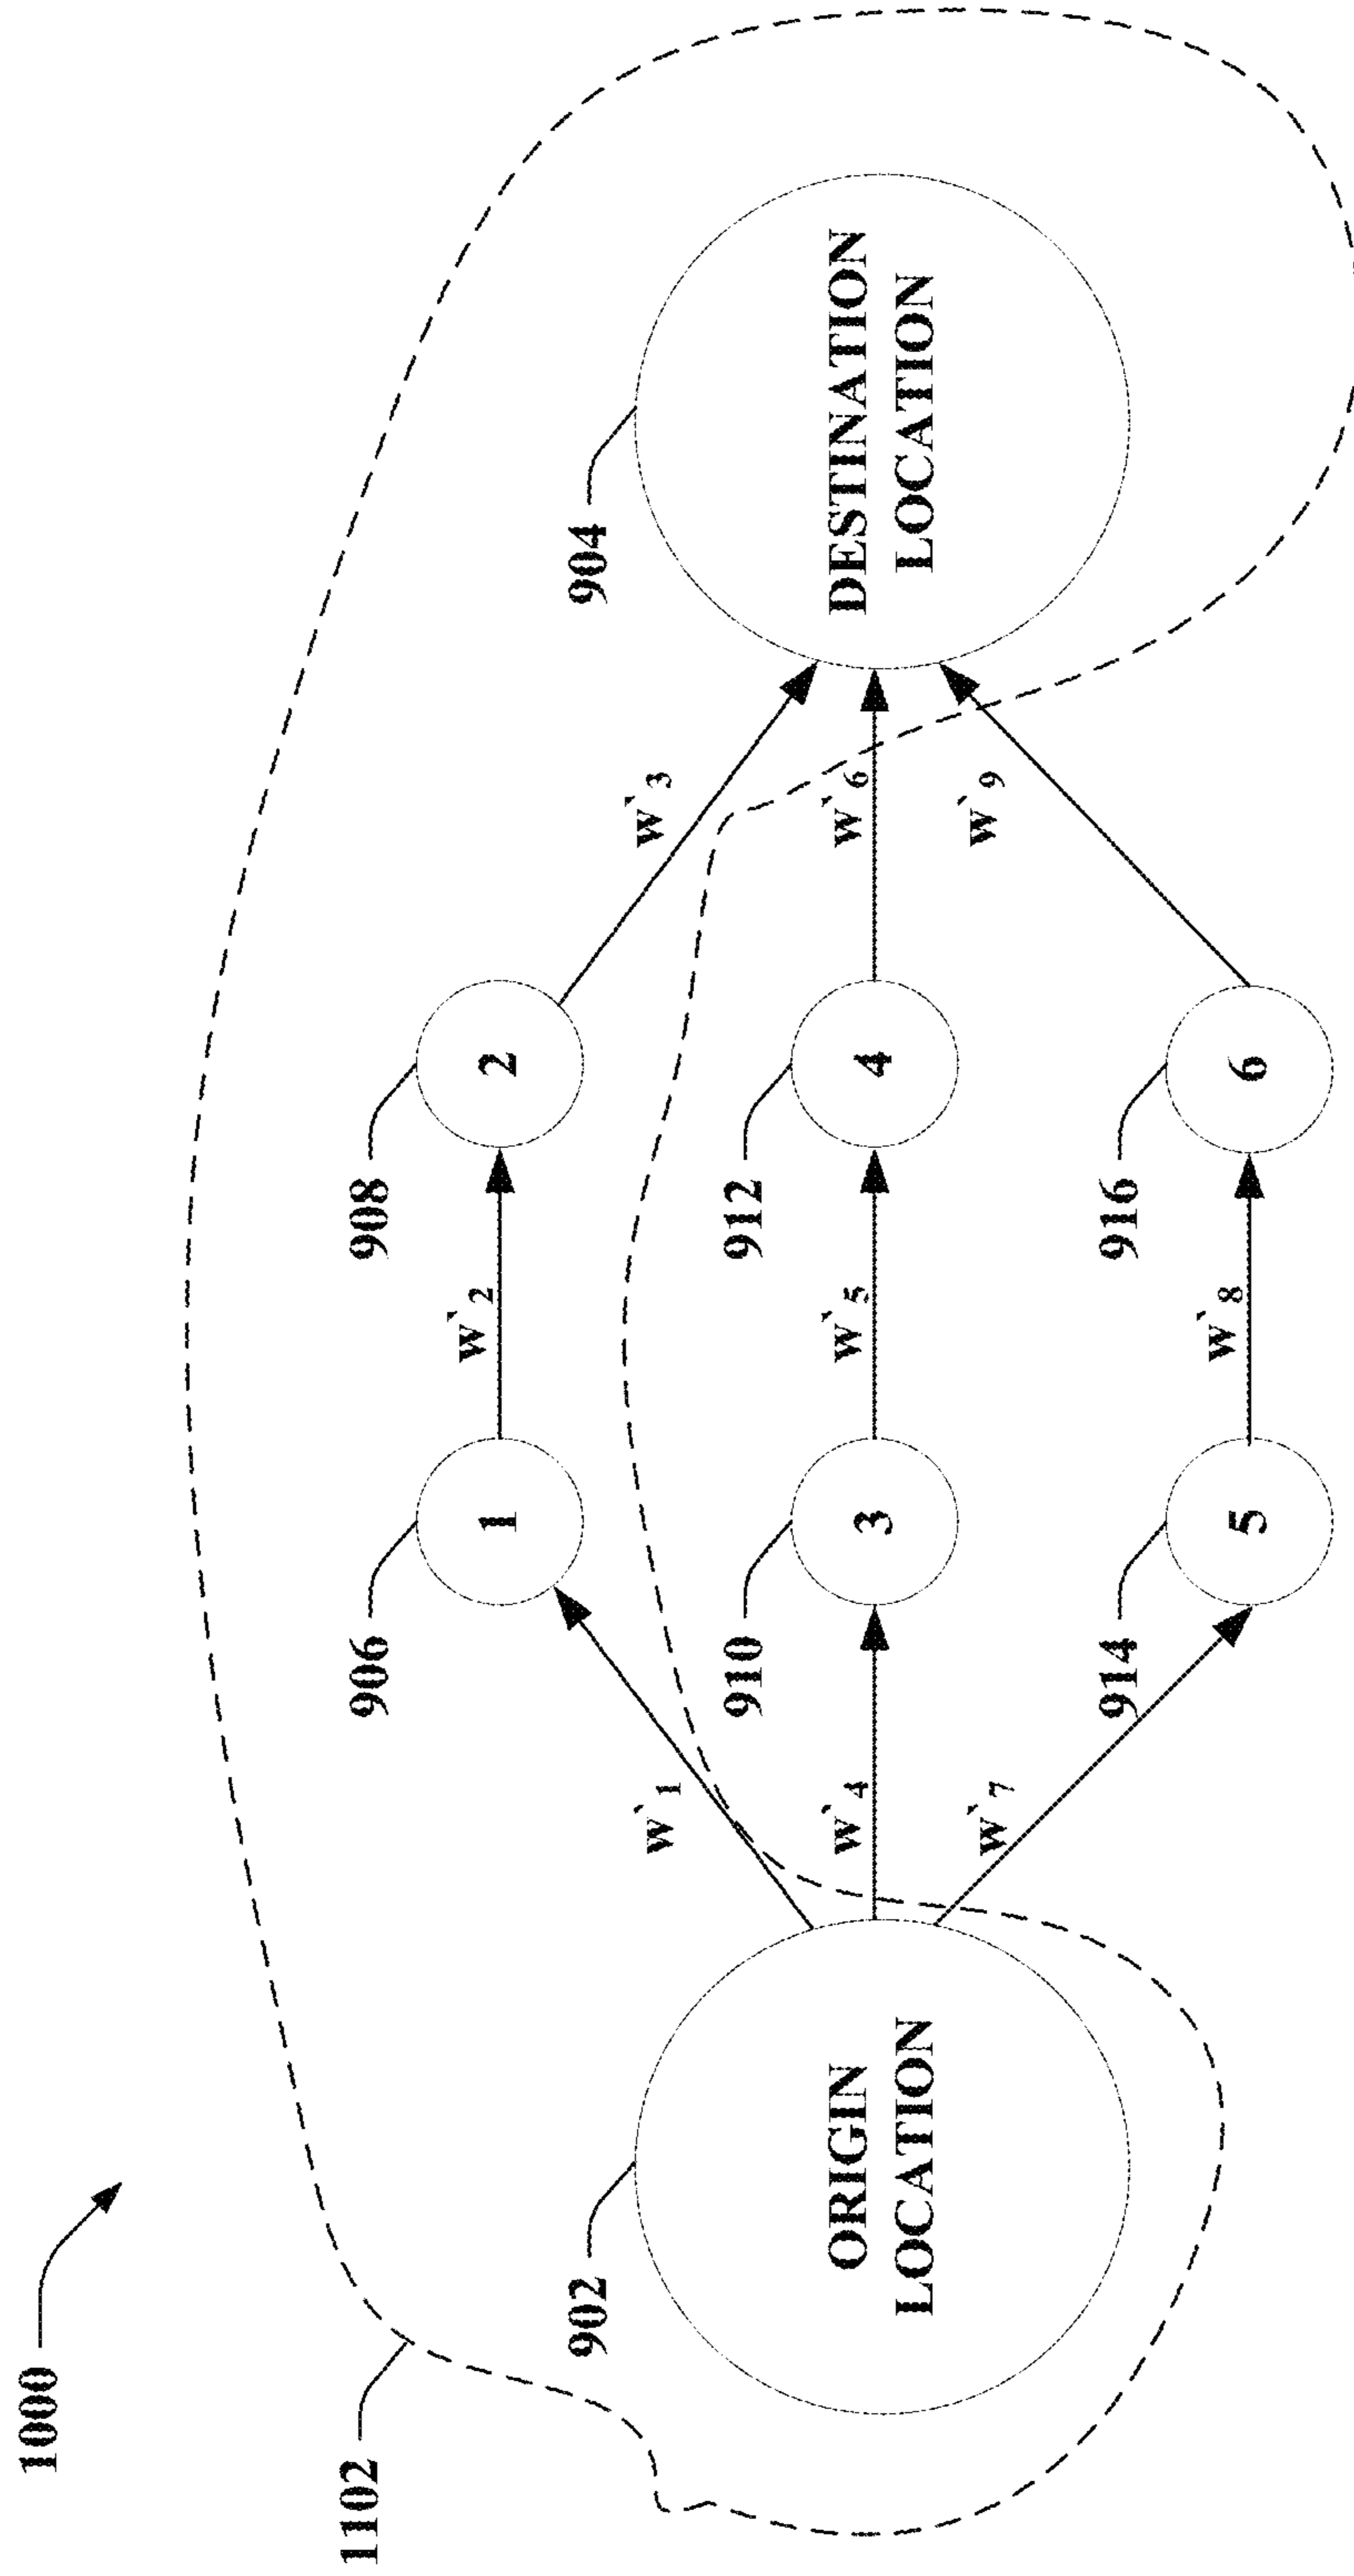 1000
1102
906
w`2
908
902
w`1
w`3
904
910
w`5
912
1
2
ORIGIN
LOCATION
w`4
w`6
DESTINATION
LOCATION
3
4
w`7
w`9
914
w`8
916
5
6